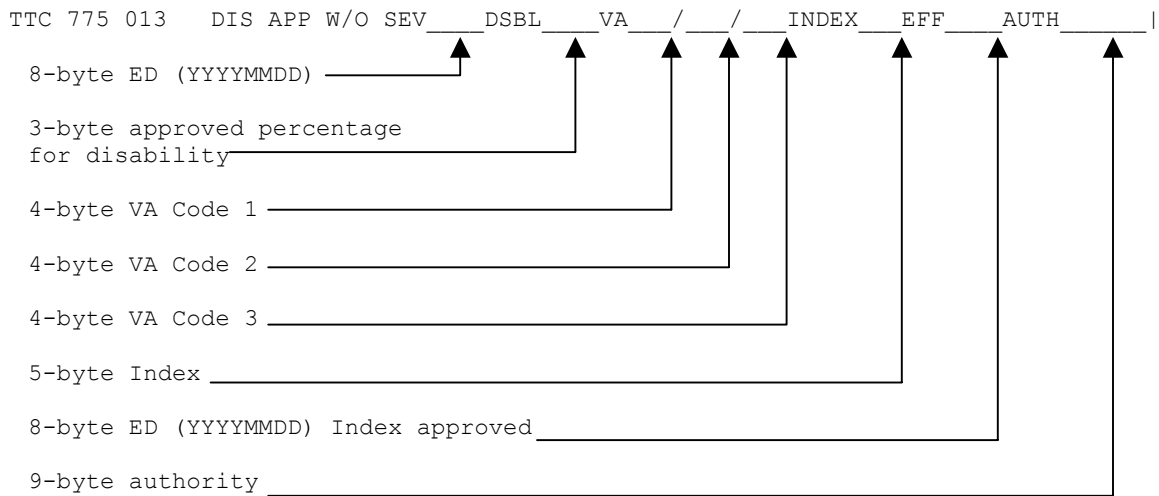 TTC 775 013   DIS APP W/O SEV____DSBL____VA___/___/___INDEX___EFF____AUTH______|
8-byte ED (YYYYMMDD)
3-byte approved percentage
for disability
4-byte VA Code 1
4-byte VA Code 2
4-byte VA Code 3
5-byte Index
8-byte ED (YYYYMMDD) Index approved
9-byte authority